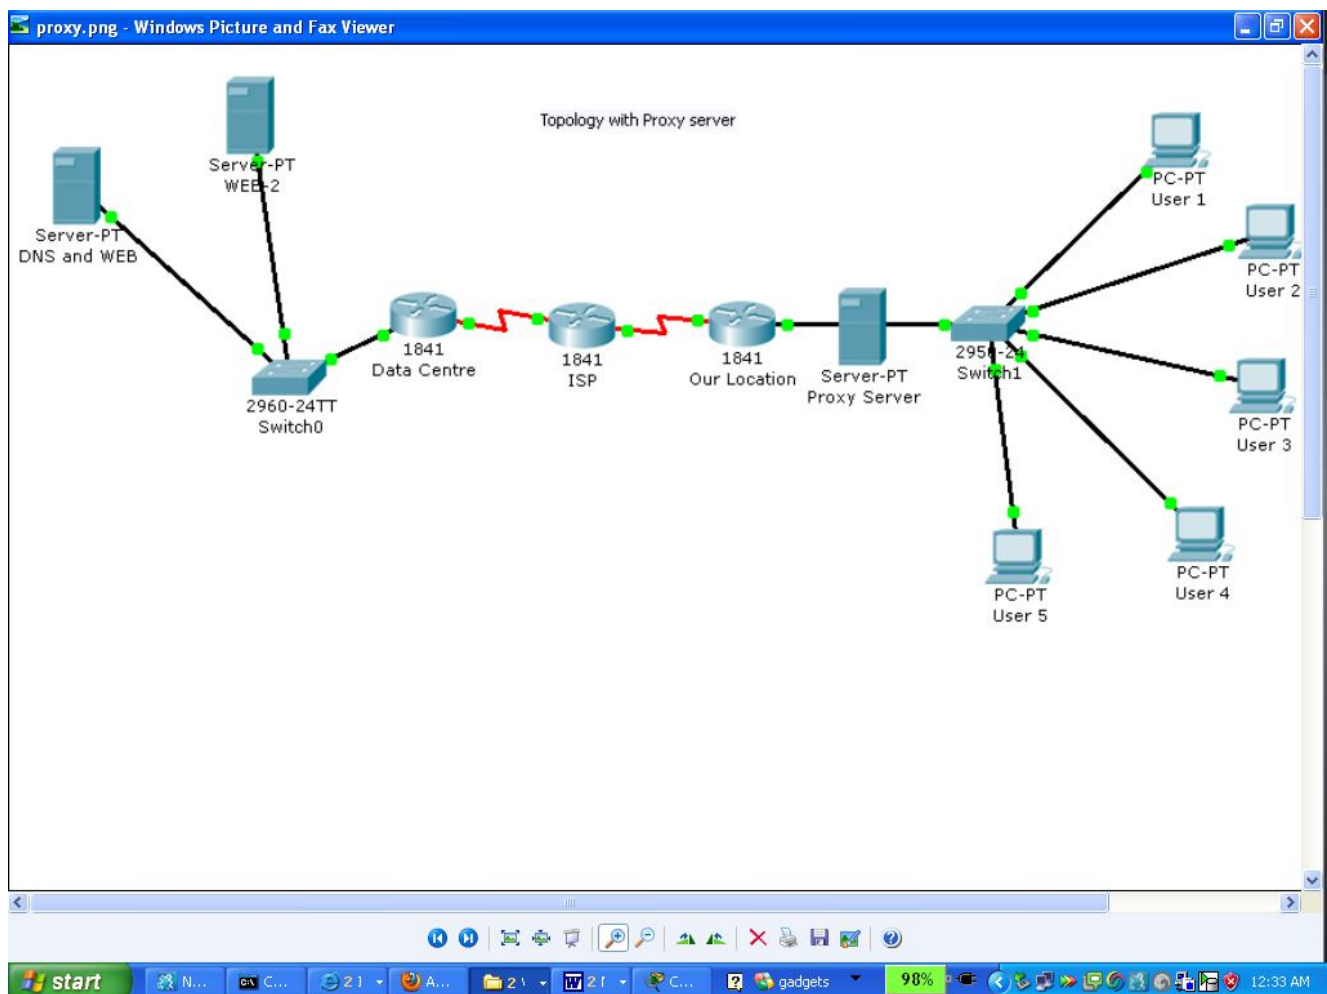 proxy.png - Windows Picture and Fax Viewer
Topology with Proxy server
Server-PT
WEB-2
Server-PT
DNS and WEB
2960-24TT
Switch0
1841
Data Centre
1841
ISP
1841
Our Location
Server-PT
Proxy Server
2950-24
Switch1
PC-PT
User 1
PC-PT
User 2
PC-PT
User 3
PC-PT
User 4
PC-PT
User 5
start
N...
C...
A...
C...
gadgets
98%
12:33 AM